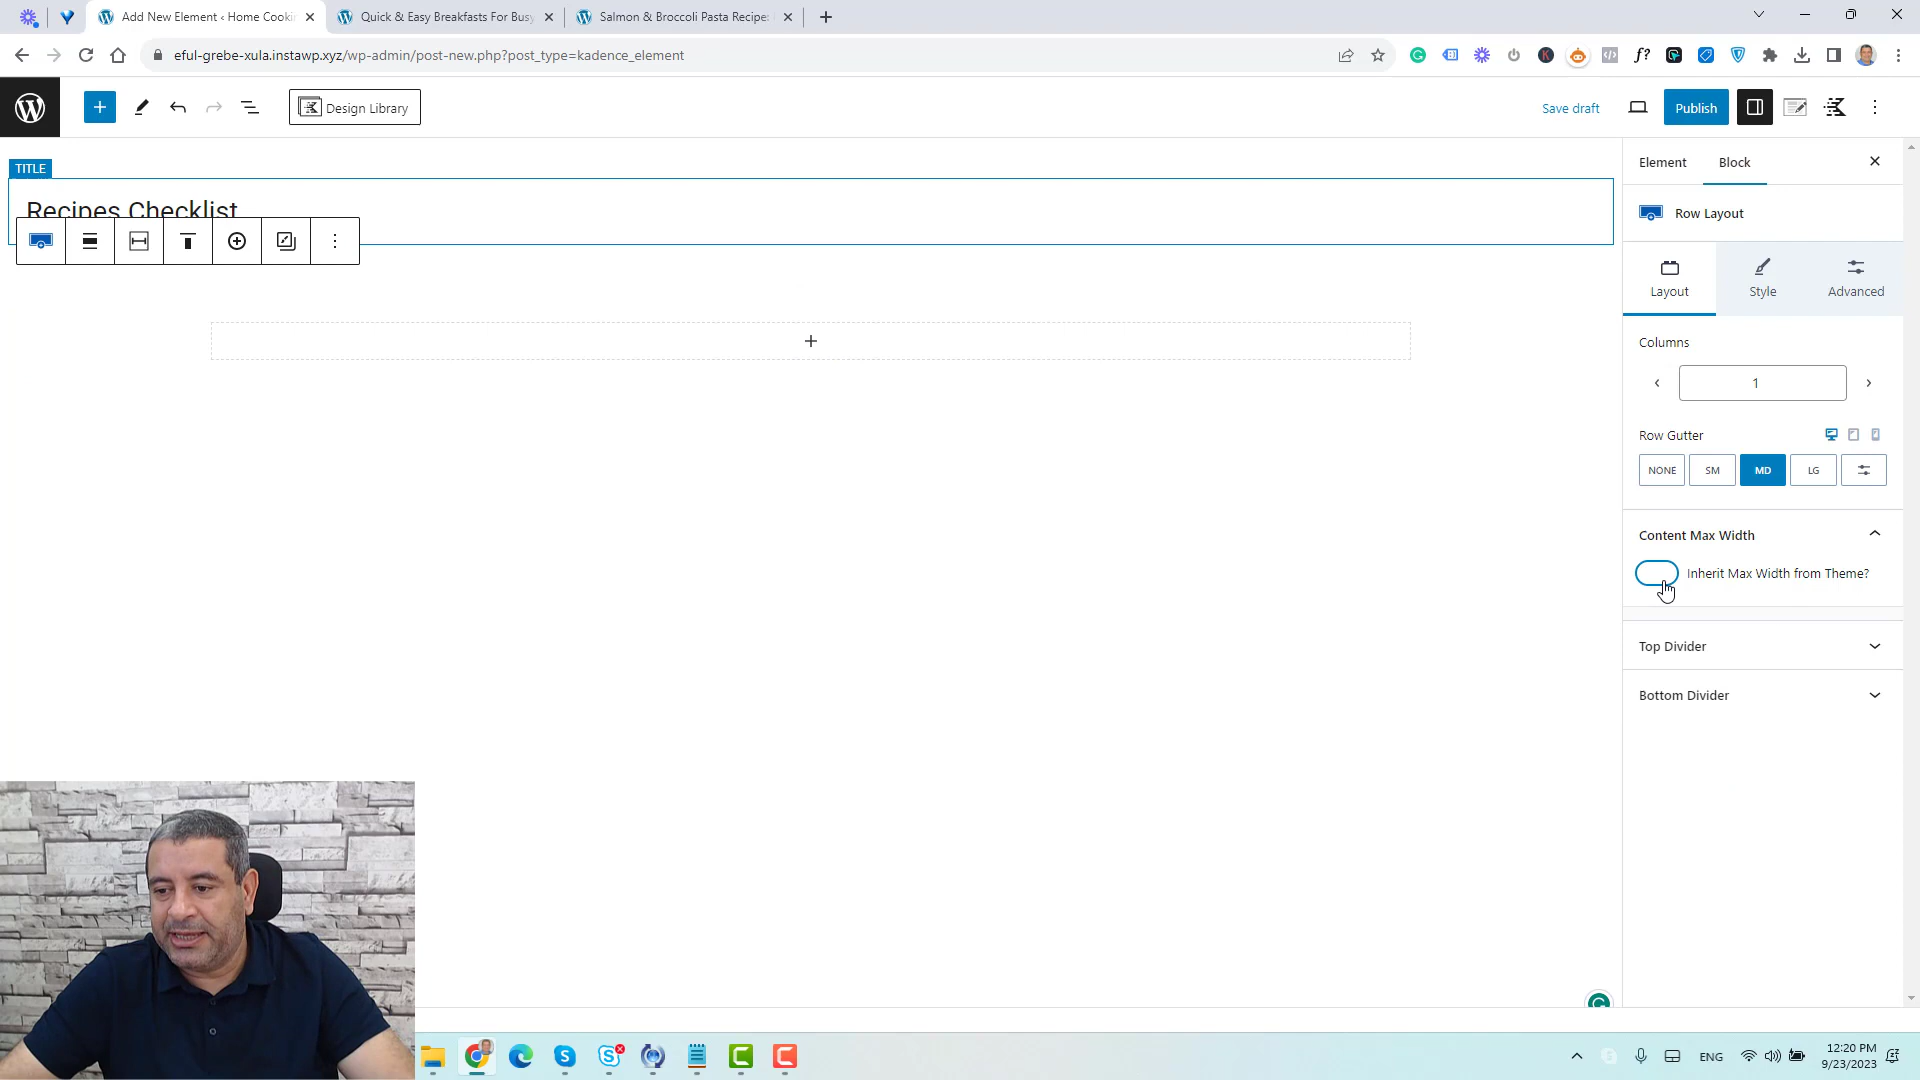 Add New Element ‹ Home Cooki
Quick & Easy Breakfasts For Busy
Salmon & Broccoli Pasta Recipe:
eful-grebe-xula.instawp.xyz/wp-admin/post-new.php?post_type=kadence_element
Design Library
Save draft
Publish
TITLE
Recipes Checklist
Element
Block
Row Layout
Layout
Style
Advanced
Columns
1
Row Gutter
NONE
SM
MD
LG
Content Max Width
Inherit Max Width from Theme?
Top Divider
Bottom Divider
ENG
12:20 PM
9/23/2023